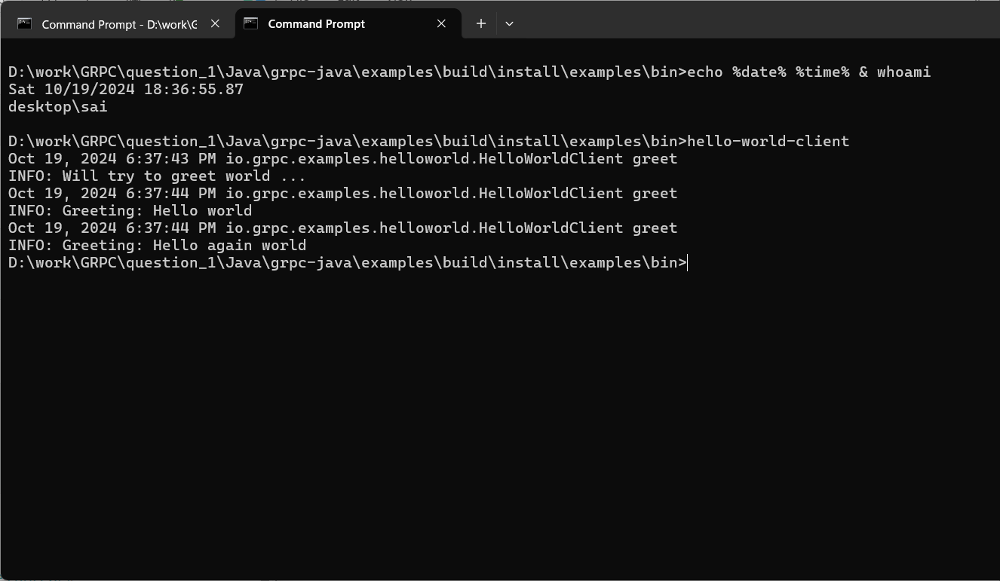 Command Prompt - D:\work\G
Command Prompt
D:\work\GRPC\question_1\Java\grpc-java\examples\build\install\examples\bin>echo %date% %time% & whoami
Sat 10/19/2024 18:36:55.87
desktop\sai
D:\work\GRPC\question_1\Java\grpc-java\examples\build\install\examples\bin>hello-world-client
Oct 19, 2024 6:37:43 PM io.grpc.examples.helloworld.HelloWorldClient greet
INFO: Will try to greet world ...
Oct 19, 2024 6:37:44 PM io.grpc.examples.helloworld.HelloWorldClient greet
INFO: Greeting: Hello world
Oct 19, 2024 6:37:44 PM io.grpc.examples.helloworld.HelloWorldClient greet
INFO: Greeting: Hello again world
D:\work\GRPC\question_1\Java\grpc-java\examples\build\install\examples\bin>